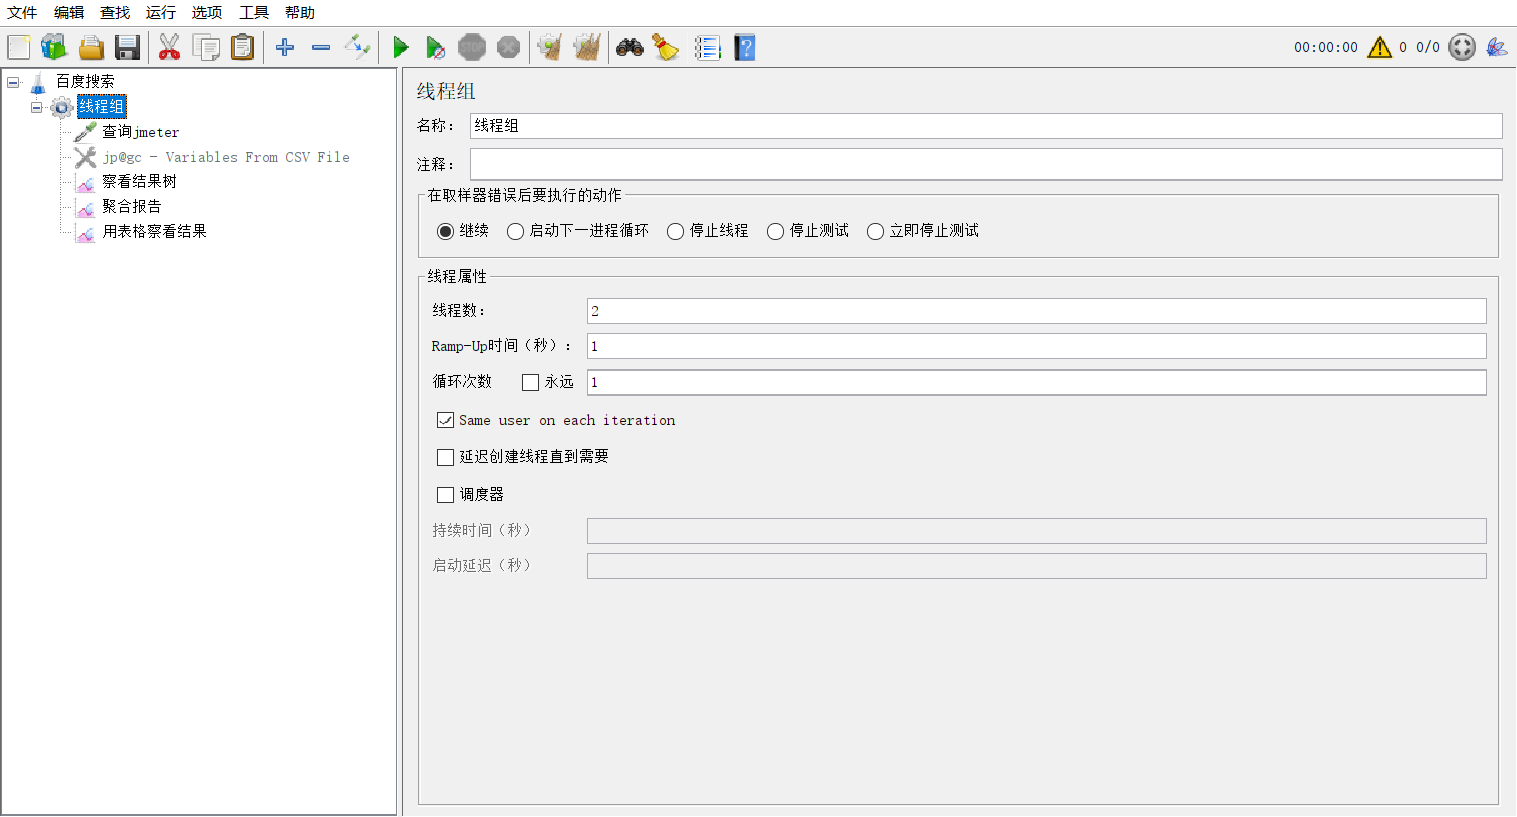 文件 编辑 查找 运行 选项 工具 帮助
STOP
00:00:00 0 0/0
百度搜索
线程组
查询jmeter
jp@gc - Variables From CSV File
察看结果树
聚合报告
用表格察看结果
线程组
名称： 线程组
注释：
在取样器错误后要执行的动作
继续 启动下一进程循环 停止线程 停止测试 立即停止测试
线程属性
线程数： 2
Ramp-Up时间（秒）： 1
循环次数 永远 1
Same user on each iteration
延迟创建线程直到需要
调度器
持续时间（秒）
启动延迟（秒）